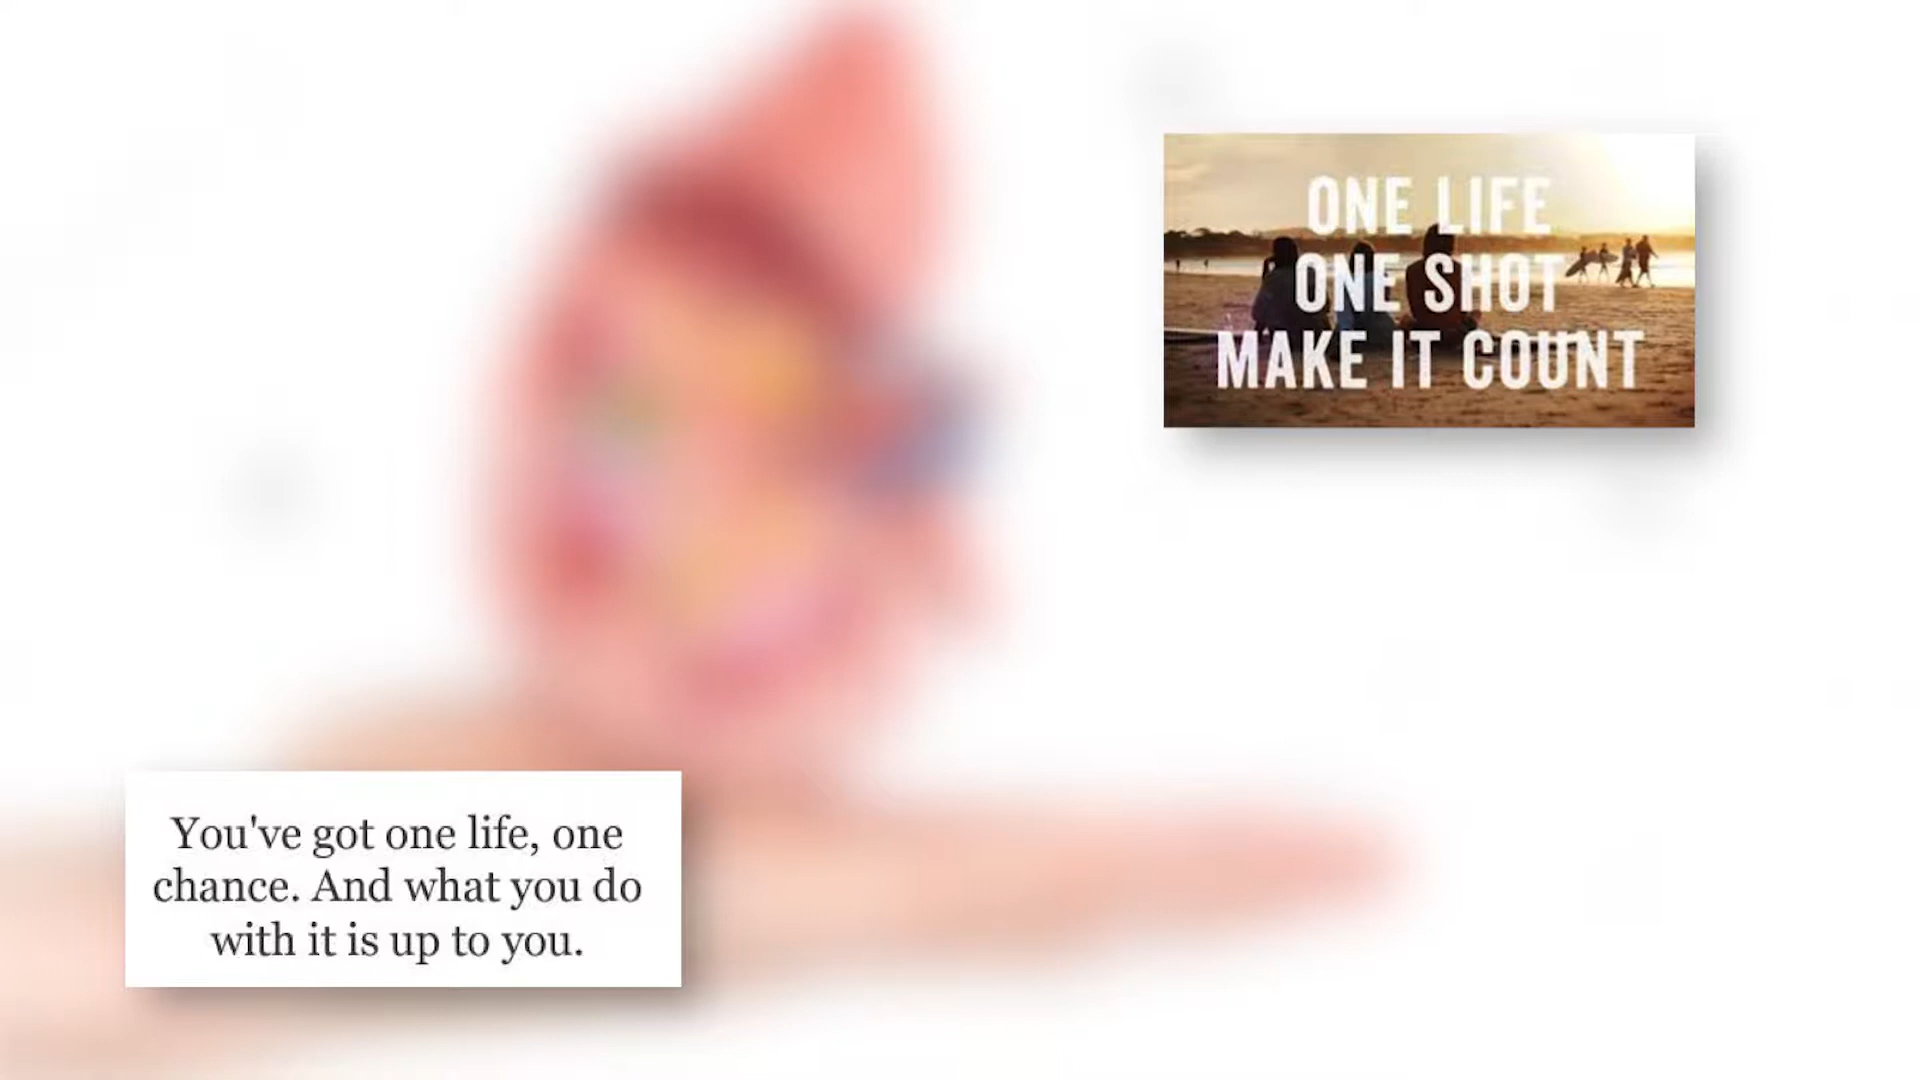 ONE LIFE
ONE SHOT
MAKE IT COUNT
You've got one life, one
chance. And what you do
with it is up to you.